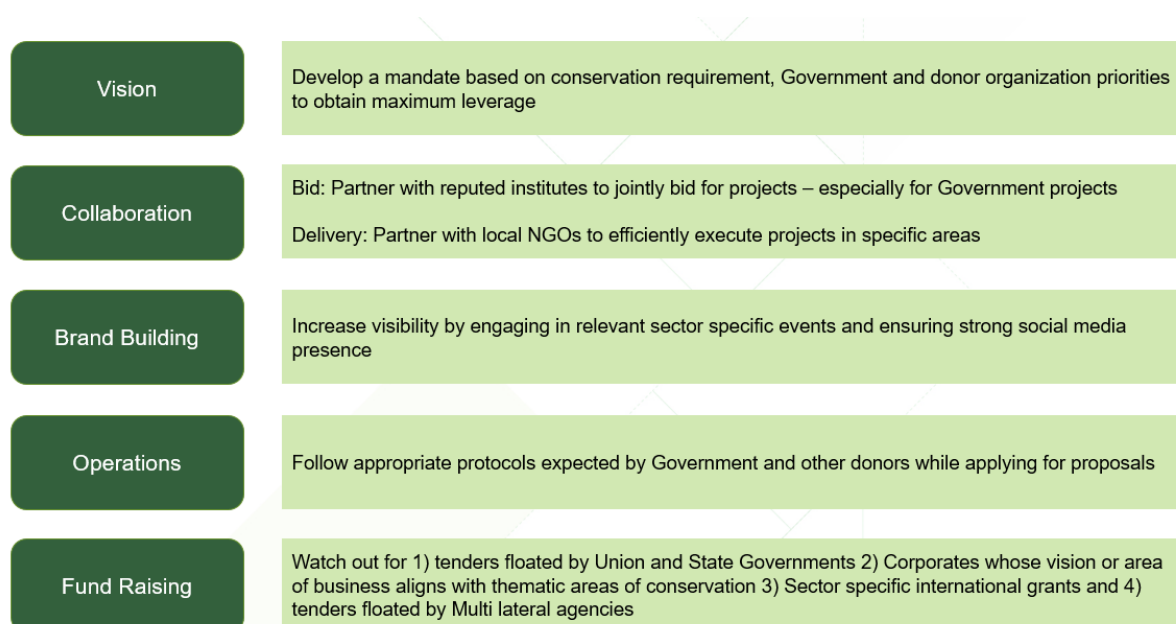 Vision
Develop a mandate based on conservation requirement, Government and donor organization priorities
to obtain maximum leverage
Collaboration
Bid: Partner with reputed institutes to jointly bid for projects – especially for Government projects
Delivery: Partner with local NGOs to efficiently execute projects in specific areas
Brand Building
Increase visibility by engaging in relevant sector specific events and ensuring strong social media
presence
Operations
Follow appropriate protocols expected by Government and other donors while applying for proposals
Fund Raising
Watch out for 1) tenders floated by Union and State Governments 2) Corporates whose vision or area
of business aligns with thematic areas of conservation 3) Sector specific international grants and 4)
tenders floated by Multi lateral agencies